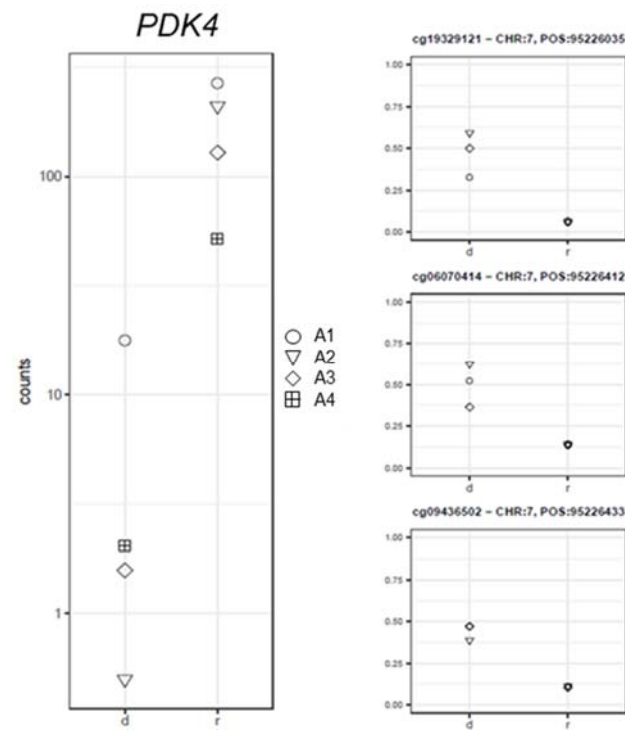 PDK4
counts
100
10
1
d r
A1
A2
A3
A4
cg19329121 – CHR:7, POS:95226035
1.00
0.75
0.50
0.25
0.00
d r
cg06070414 – CHR:7, POS:95226412
1.00
0.75
0.50
0.25
0.00
d r
cg09436502 – CHR:7, POS:95226433
1.00
0.75
0.50
0.25
0.00
d r